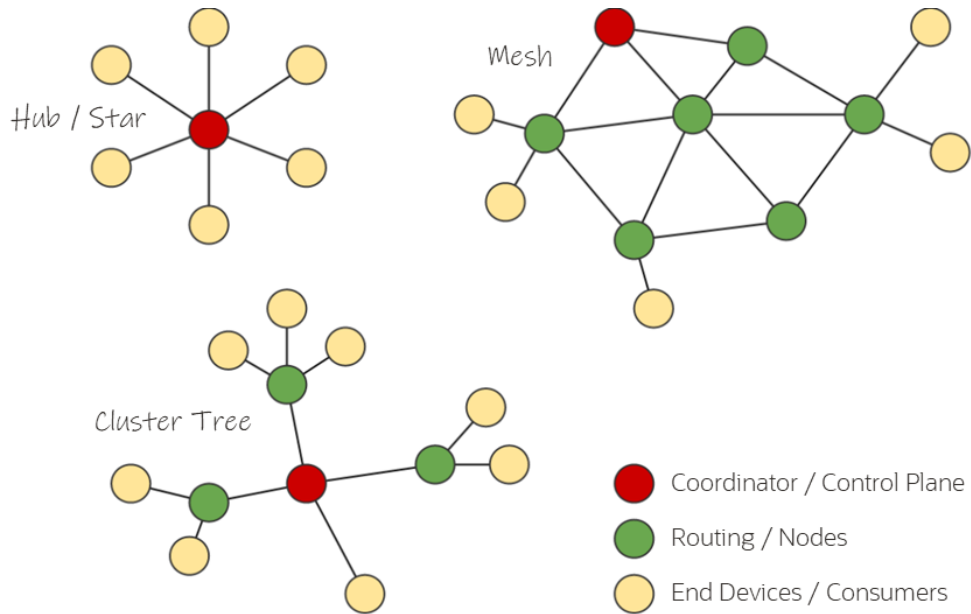 Hub / Star
Mesh
Cluster Tree
Coordinator / Control Plane
Routing / Nodes
End Devices / Consumers